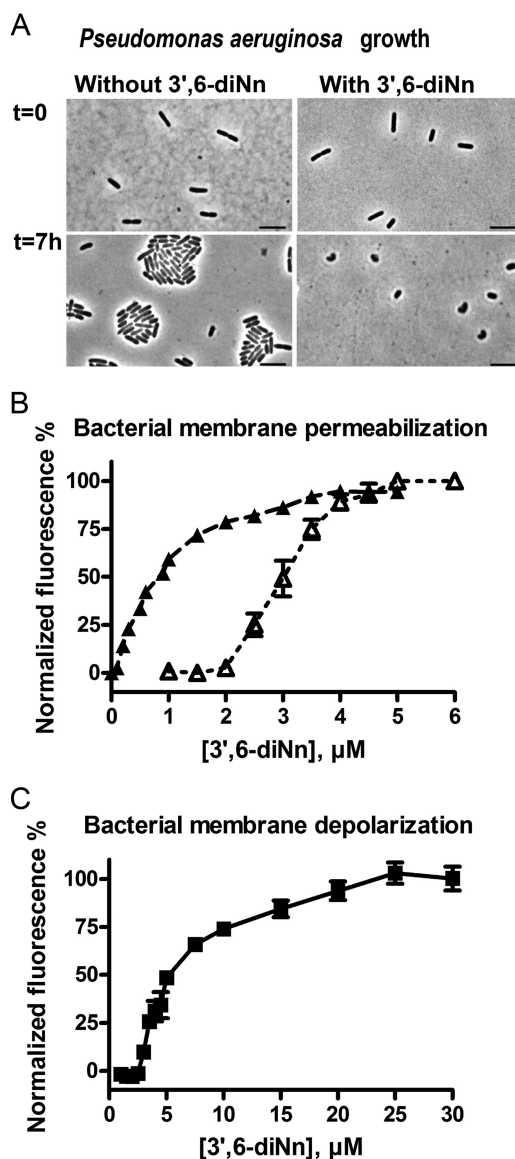 A
Pseudomonas aeruginosa growth
Without 3',6-diNn With 3',6-diNn
t=0
t=7h
B
Bacterial membrane permeabilization
Normalized fluorescence %
100
75
50
25
0
0 1 2 3 4 5 6
[3',6-diNn], µM
C
Bacterial membrane depolarization
Normalized fluorescence %
100
75
50
25
0
0 5 10 15 20 25 30
[3',6-diNn], µM